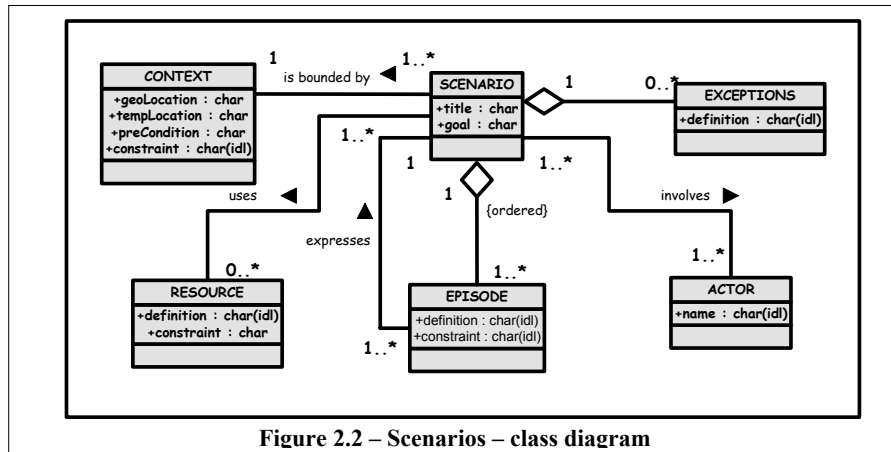 1
1..*
is bounded by
CONTEXT
+geoLocation : char
+tempLocation : char
+preCondition : char
+constraint : char(idl)
SCENARIO
+title : char
+goal : char
1
0..*
EXCEPTIONS
+definition : char(idl)
1..*
1
1
1..*
uses
expresses
{ordered}
involves
0..*
1..*
1..*
1..*
RESOURCE
+definition : char(idl)
+constraint : char
EPISODE
+definition : char(idl)
+constraint : char(idl)
ACTOR
+name : char(idl)
Figure 2.2 – Scenarios – class diagram